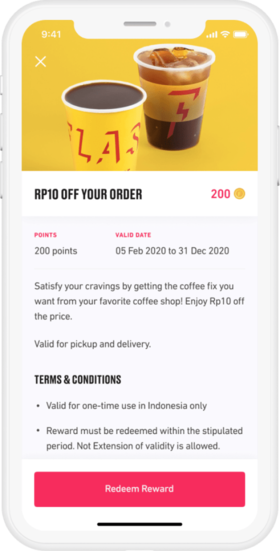 9:41
FLAS
F
RP10 OFF YOUR ORDER
200
POINTS
VALID DATE
200 points
05 Feb 2020 to 31 Dec 2020
Satisfy your cravings by getting the coffee fix you
want from your favorite coffee shop! Enjoy Rp10 off
the price.
Valid for pickup and delivery.
TERMS & CONDITIONS
• Valid for one-time use in Indonesia only
• Reward must be redeemed within the stipulated
period. Not Extension of validity is allowed.
Redeem Reward